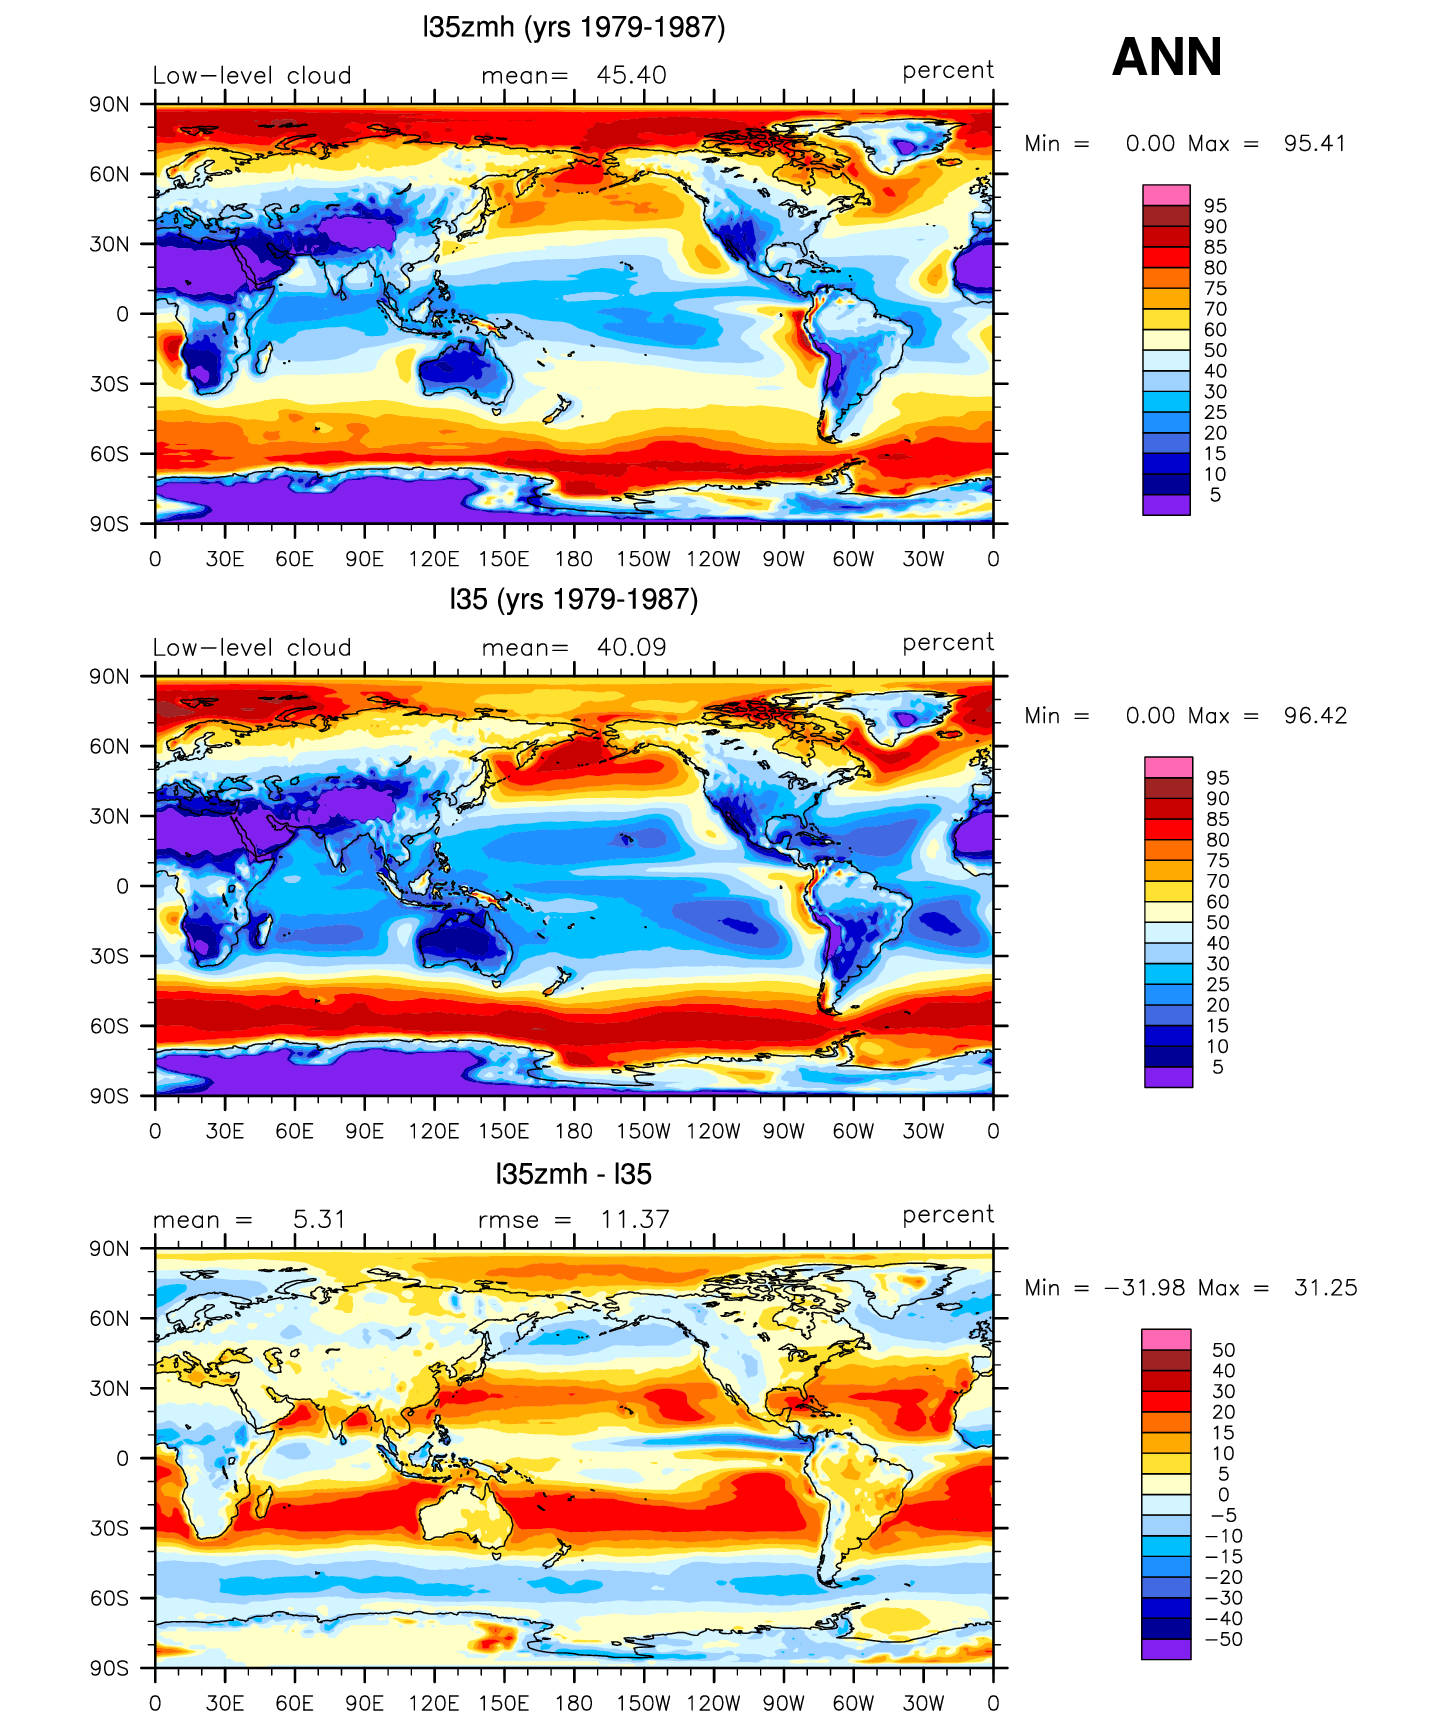 l35zmh (yrs 1979-1987)
ANN
Low-level cloud mean= 45.40 percent
Min = 0.00 Max = 95.41
90N
60N
30N
0
30S
60S
90S
0 30E 60E 90E 120E 150E 180 150W 120W 90W 60W 30W 0
95
90
85
80
75
70
60
50
40
30
25
20
15
10
5
l35 (yrs 1979-1987)
Low-level cloud mean= 40.09 percent
Min = 0.00 Max = 96.42
90N
60N
30N
0
30S
60S
90S
0 30E 60E 90E 120E 150E 180 150W 120W 90W 60W 30W 0
95
90
85
80
75
70
60
50
40
30
25
20
15
10
5
l35zmh - l35
mean = 5.31 rmse = 11.37 percent
Min = -31.98 Max = 31.25
90N
60N
30N
0
30S
60S
90S
0 30E 60E 90E 120E 150E 180 150W 120W 90W 60W 30W 0
50
40
30
20
15
10
5
0
-5
-10
-15
-20
-30
-40
-50